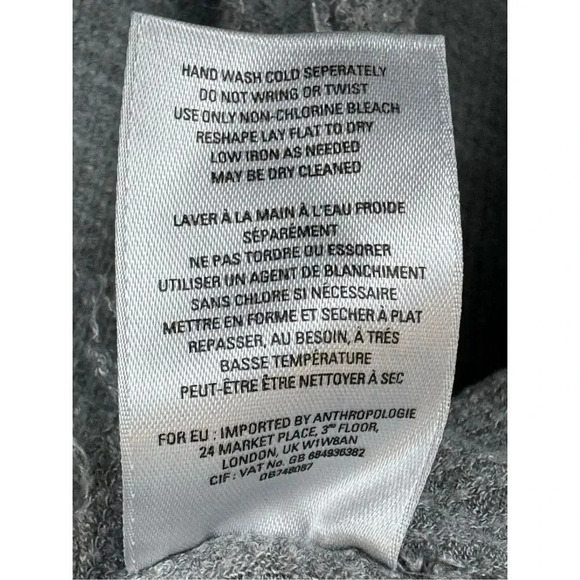 HAND WASH COLD SEPERATELY
DO NOT WRING OR TWIST
USE ONLY NON-CHLORINE BLEACH
RESHAPE LAY FLAT TO DRY
LOW IRON AS NEEDED
MAY BE DRY CLEANED
LAVER À LA MAIN À L'EAU FROIDE
SÉPARÉMENT
NE PAS TORDRE OU ESSORER
UTILISER UN AGENT DE BLANCHIMENT
SANS CHLORE SI NÉCESSAIRE
METTRE EN FORME ET SECHER À PLAT
REPASSER, AU BESOIN, À TRÉS
BASSE TEMPÉRATURE
PEUT-ÊTRE ÊTRE NETTOYER À SEC
FOR EU : IMPORTED BY ANTHROPOLOGIE
24 MARKET PLACE, 3RD FLOOR,
LONDON, UK W1W8AN
CIF : VAT No. GB 684936382
OB748087